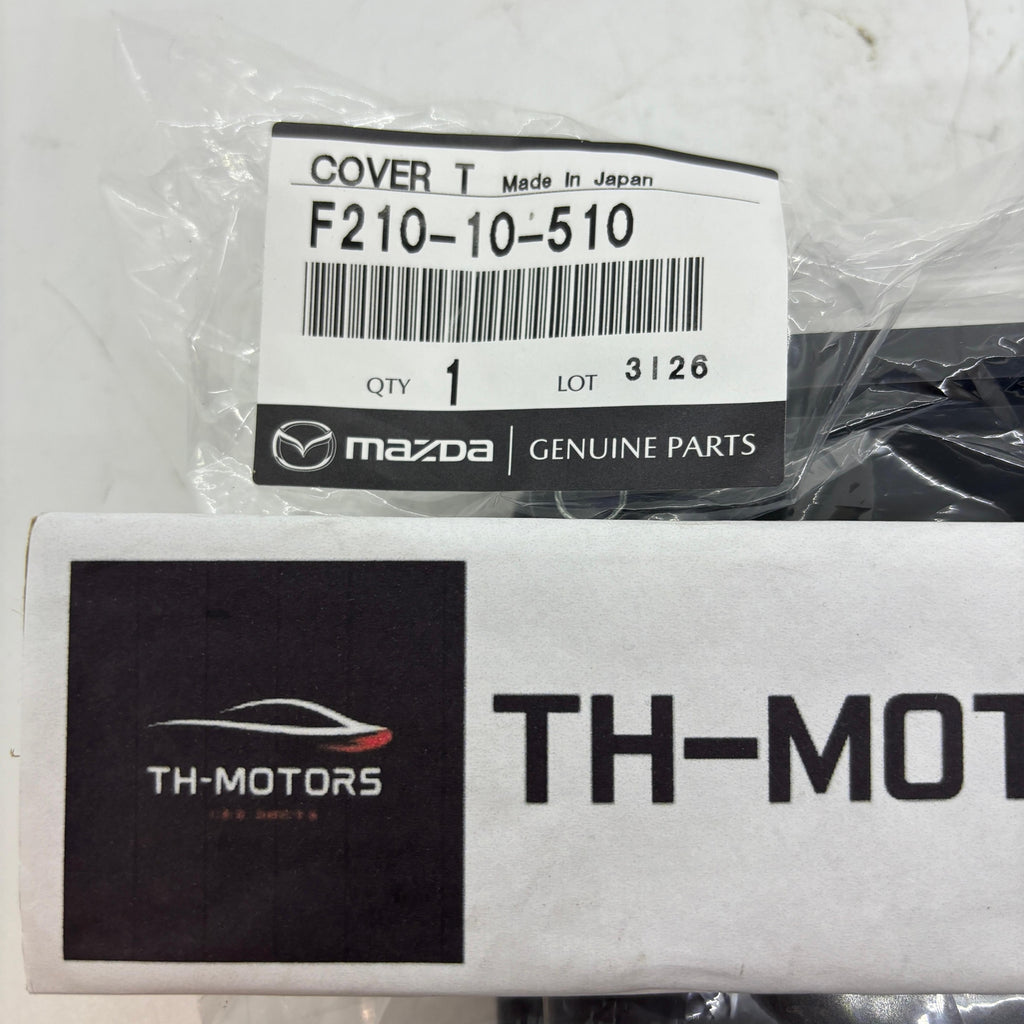 COVER T Made In Japan
F210-10-510
QTY 1 LOT 3126
mazda GENUINE PARTS
TH-MOTORS
TH-MOT